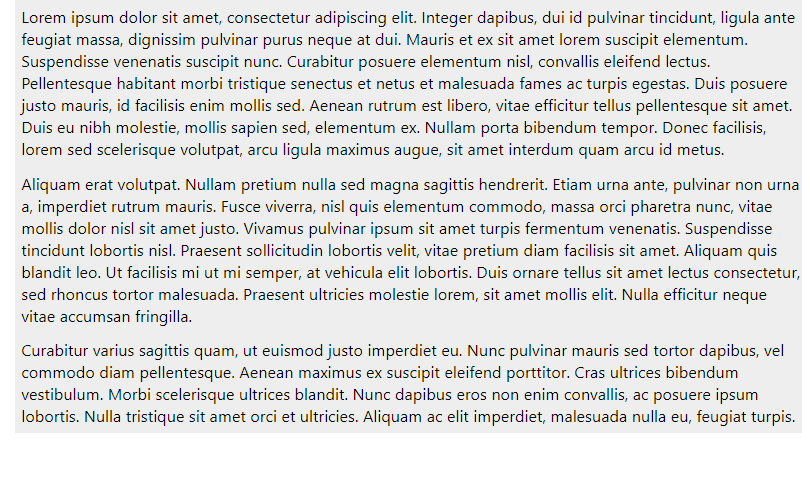 Lorem ipsum dolor sit amet, consectetur adipiscing elit. Integer dapibus, dui id pulvinar tincidunt, ligula ante
feugiat massa, dignissim pulvinar purus neque at dui. Mauris et ex sit amet lorem suscipit elementum.
Suspendisse venenatis suscipit nunc. Curabitur posuere elementum nisl, convallis eleifend lectus.
Pellentesque habitant morbi tristique senectus et netus et malesuada fames ac turpis egestas. Duis posuere
justo mauris, id facilisis enim mollis sed. Aenean rutrum est libero, vitae efficitur tellus pellentesque sit amet.
Duis eu nibh molestie, mollis sapien sed, elementum ex. Nullam porta bibendum tempor. Donec facilisis,
lorem sed scelerisque volutpat, arcu ligula maximus augue, sit amet interdum quam arcu id metus.
Aliquam erat volutpat. Nullam pretium nulla sed magna sagittis hendrerit. Etiam urna ante, pulvinar non urna
a, imperdiet rutrum mauris. Fusce viverra, nisl quis elementum commodo, massa orci pharetra nunc, vitae
mollis dolor nisl sit amet justo. Vivamus pulvinar ipsum sit amet turpis fermentum venenatis. Suspendisse
tincidunt lobortis nisl. Praesent sollicitudin lobortis velit, vitae pretium diam facilisis sit amet. Aliquam quis
blandit leo. Ut facilisis mi ut mi semper, at vehicula elit lobortis. Duis ornare tellus sit amet lectus consectetur,
sed rhoncus tortor malesuada. Praesent ultricies molestie lorem, sit amet mollis elit. Nulla efficitur neque
vitae accumsan fringilla.
Curabitur varius sagittis quam, ut euismod justo imperdiet eu. Nunc pulvinar mauris sed tortor dapibus, vel
commodo diam pellentesque. Aenean maximus ex suscipit eleifend porttitor. Cras ultrices bibendum
vestibulum. Morbi scelerisque ultrices blandit. Nunc dapibus eros non enim convallis, ac posuere ipsum
lobortis. Nulla tristique sit amet orci et ultricies. Aliquam ac elit imperdiet, malesuada nulla eu, feugiat turpis.